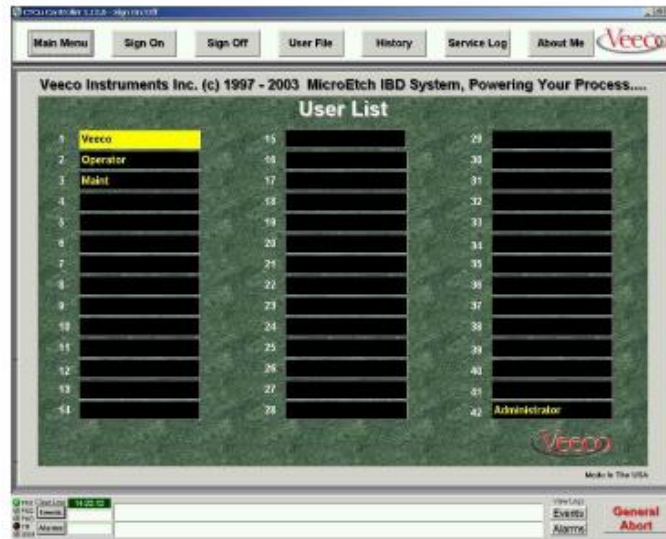 Main Menu
Sign On
Sign Off
User File
History
Service Log
About Me
Veeco
Veeco Instruments Inc. (c) 1997 - 2003 MicroEtch IBD System, Powering Your Process....
User List
1 Veeco
2 Operator
3 Maint
4
5
6
7
8
9
10
11
12
13
14
15
16
17
18
19
20
21
22
23
24
25
26
27
28
29
30
31
32
33
34
35
36
37
38
39
40
41
42 Administrator
Veeco
Made In The USA
Events
Alarms
View Logs
Events
Alarms
General
Abort